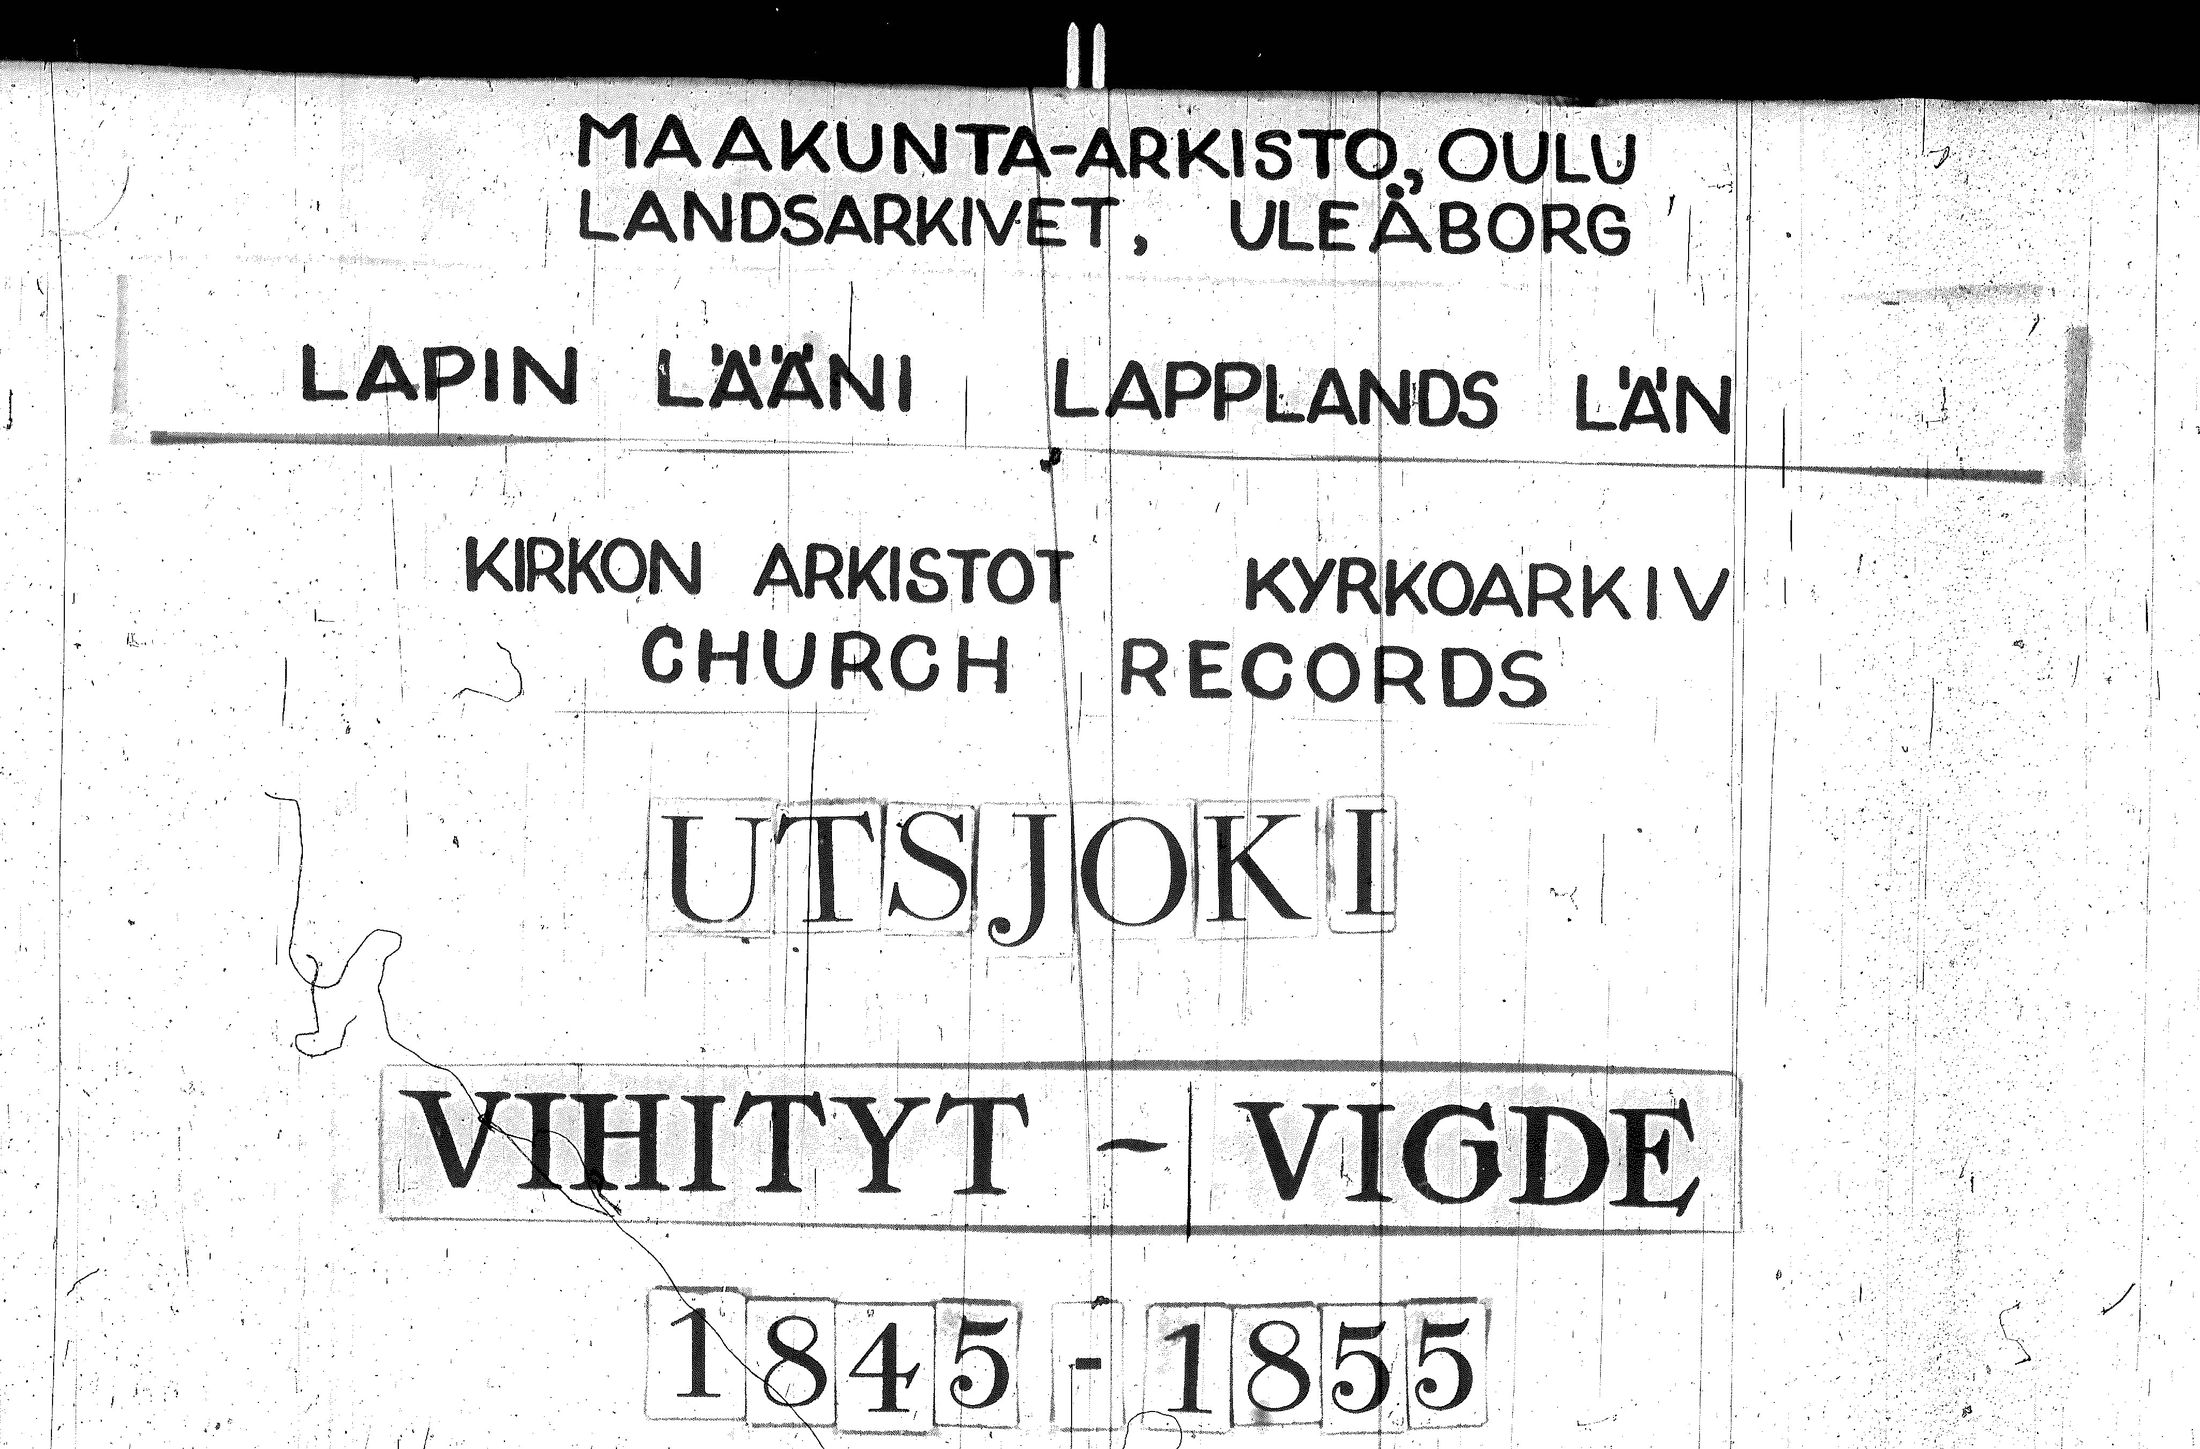 MAAKUNTA-ARKISTO, OULU
LANDSARKIVET, ULEÅBORG
LAPIN LÄÄNI LAPPLANDS LÄN
KIRKON ARKISTOT KYRKOARKIV
CHURCH RECORDS
UTSJOKI
VIHITYT - VIGDE
1845 - 1855